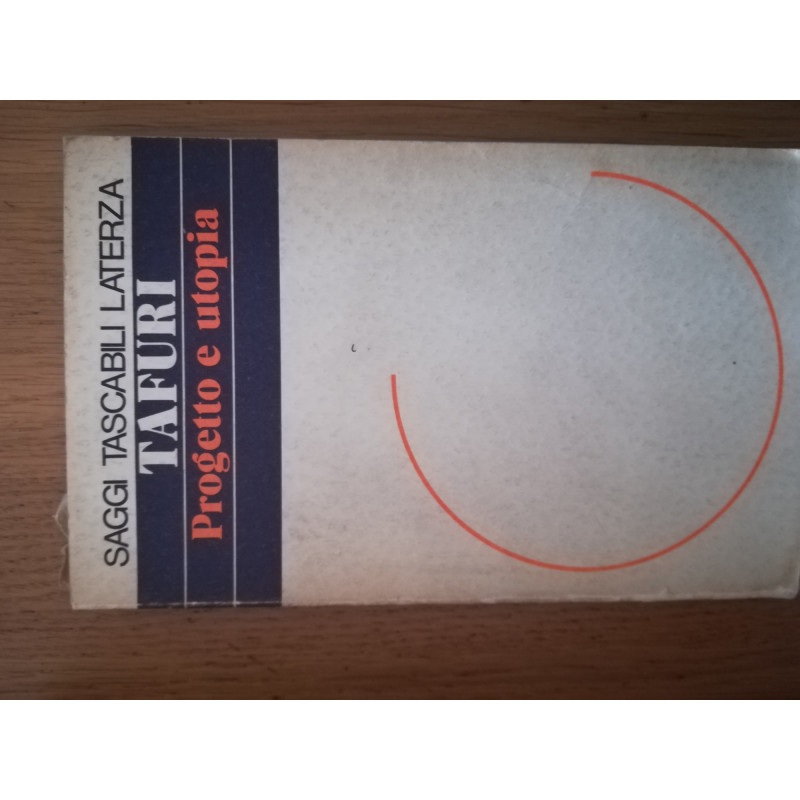 SAGGI TASCABILI LATERZA
TAFURI
Progetto e utopia